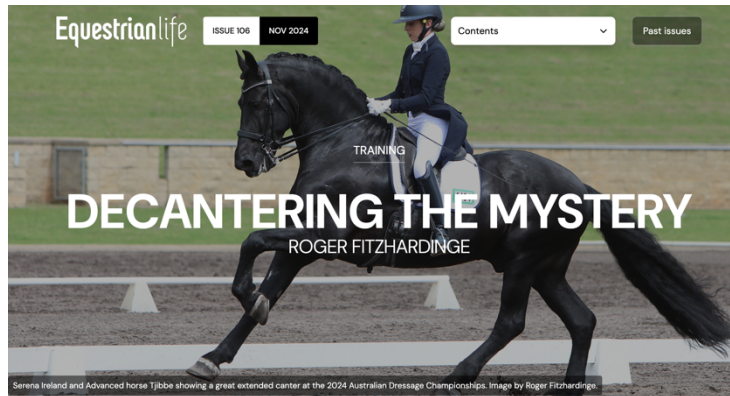 Equestrianlife
ISSUE 106
NOV 2024
Contents
Past issues
TRAINING
DECANTERING THE MYSTERY
ROGER FITZHARDINGE
Serena Ireland and Advanced horse Tjibbe showing a great extended canter at the 2024 Australian Dressage Championships. Image by Roger Fitzhardinge.